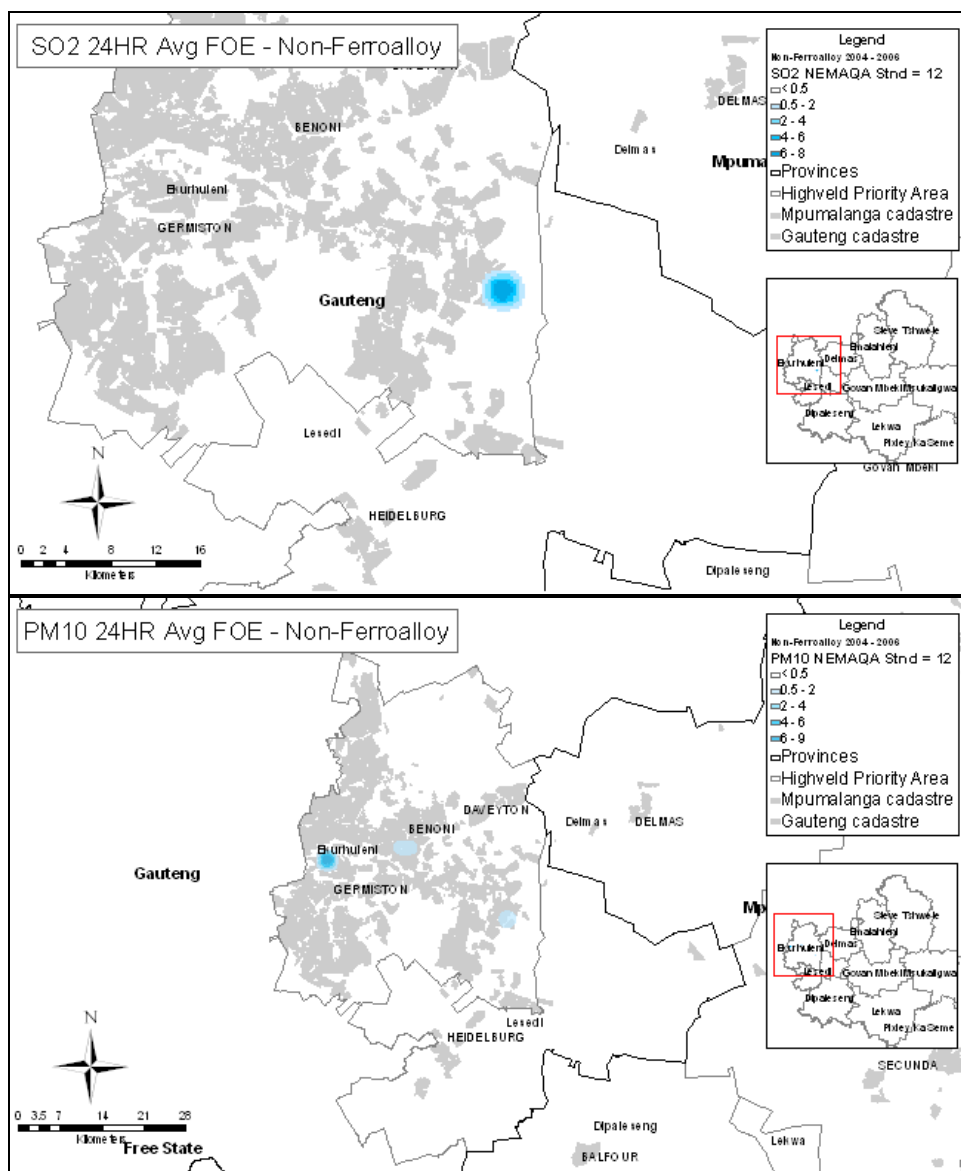 SO2 24HR Avg FOE - Non-Ferroalloy
BENONI
Ekurhuleni
GERMISTON
Gauteng
Lesedi
HEIDELBURG
Delmas
DELMAS
Dipaleseng
N
0 2 4 8 12 16
Kilometers
Legend
Non-Ferroalloy 2004 - 2006
SO2 NEMAQA Stnd = 12
< 0.5
0.5 - 2
2 - 4
4 - 6
6 - 8
Provinces
Highveld Priority Area
Mpumalanga cadastre
Gauteng cadastre
Steve Tshwete
Emalahleni
Ekurhuleni
Delmas
Lesedi
Govan Mbeki
Msukaligwa
Dipaleseng
Lekwa
Pixley Ka Seme
GOVAN MBEKI
PM10 24HR Avg FOE - Non-Ferroalloy
DAVEYTON
BENONI
Ekurhuleni
GERMISTON
Gauteng
Delmas
DELMAS
Lesedi
HEIDELBURG
SECUNDA
Dipaleseng
Lekwa
BALFOUR
N
0 3.5 7 14 21 28
Kilometers
Free State
Legend
Non-Ferroalloy 2004 - 2006
PM10 NEMAQA Stnd = 12
< 0.5
0.5 - 2
2 - 4
4 - 6
6 - 9
Provinces
Highveld Priority Area
Mpumalanga cadastre
Gauteng cadastre
Steve Tshwete
Emalahleni
Ekurhuleni
Delmas
Lesedi
Govan Mbeki
Msukaligwa
Dipaleseng
Lekwa
Pixley Ka Seme